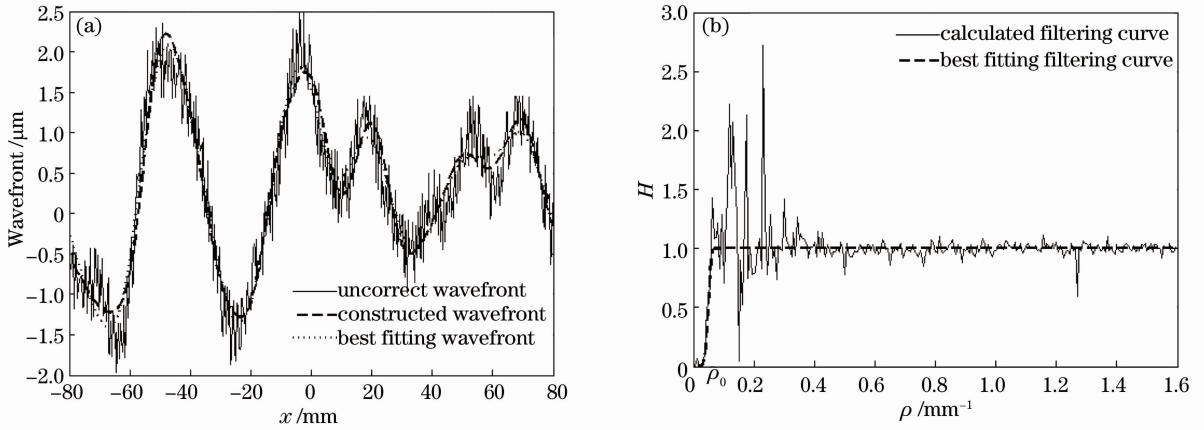 (a)
2.5
2.0
1.5
1.0
0.5
0
−0.5
−1.0
−1.5
−2.0
Wavefront /μm
uncorrect wavefront
constructed wavefront
best fitting wavefront
−80 −60 −40 −20 0 20 40 60 80
x /mm
(b)
3.0
2.5
2.0
1.5
1.0
0.5
0
H
calculated filtering curve
best fitting filtering curve
0 ρ0 0.2 0.4 0.6 0.8 1.0 1.2 1.4 1.6
ρ /mm−1